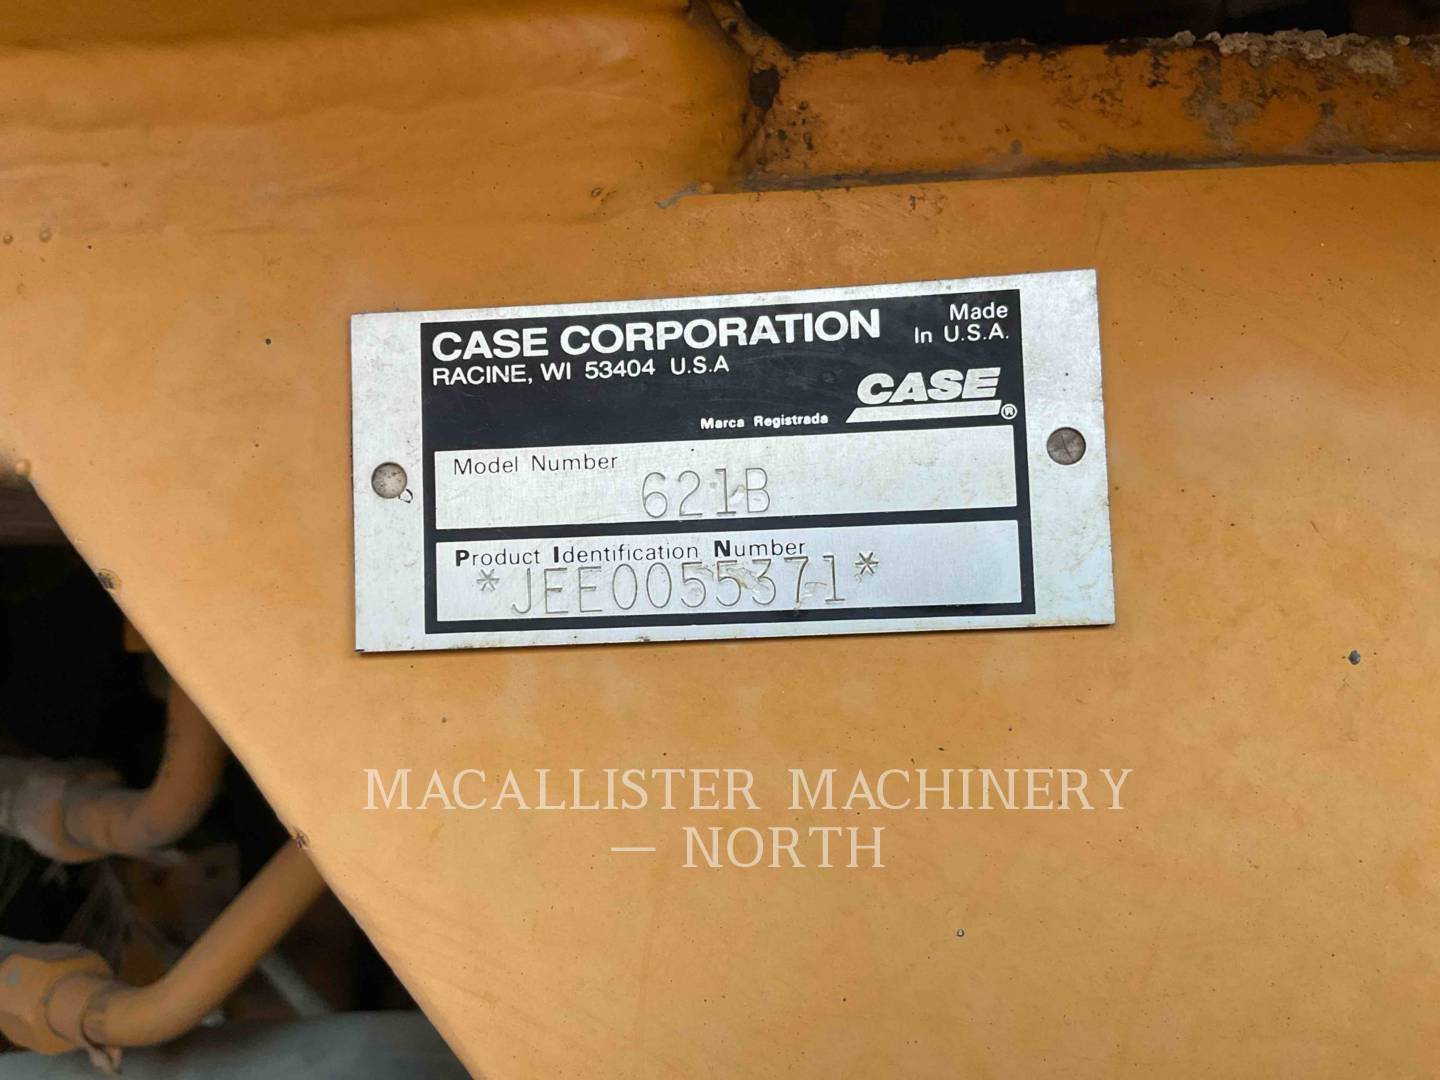 CASE CORPORATION
RACINE, WI 53404 U.S.A
Made
In U.S.A.
CASE®
Marca Registrada
Model Number
621B
Product Identification Number
*JEE0055371*
MACALLISTER MACHINERY
— NORTH